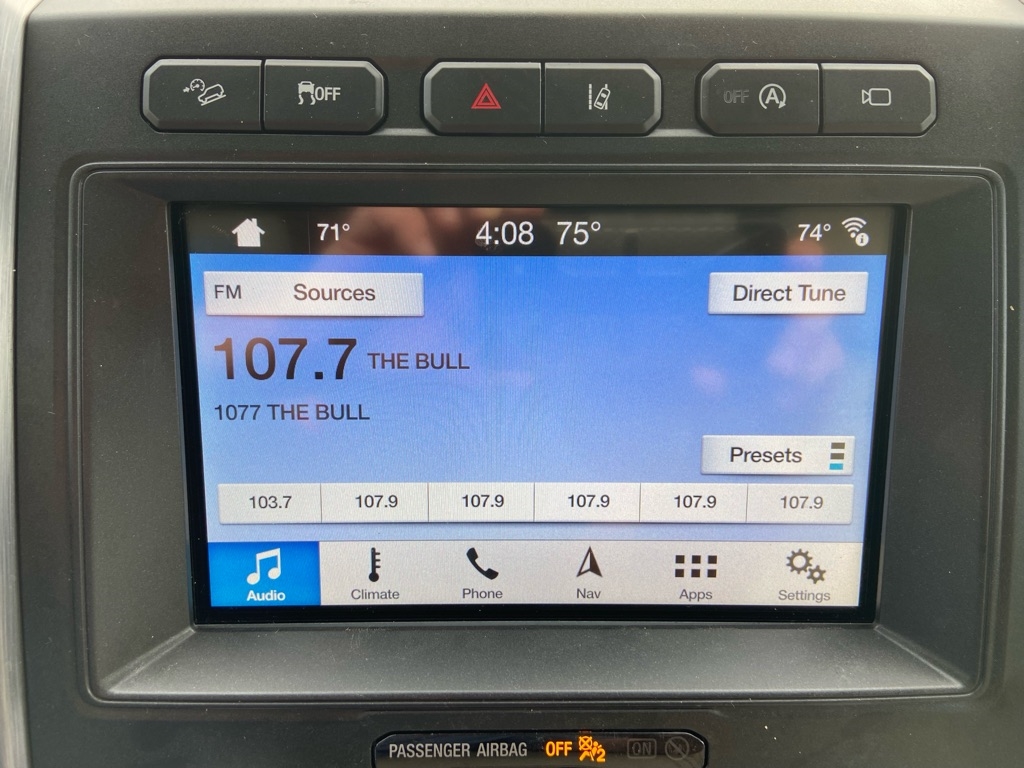 OFF OFF A
71° 4:08 75° 74°
FM Sources Direct Tune
107.7 THE BULL
1077 THE BULL
Presets
103.7 107.9 107.9 107.9 107.9 107.9
Audio Climate Phone Nav Apps Settings
PASSENGER AIRBAG OFF 2 ON